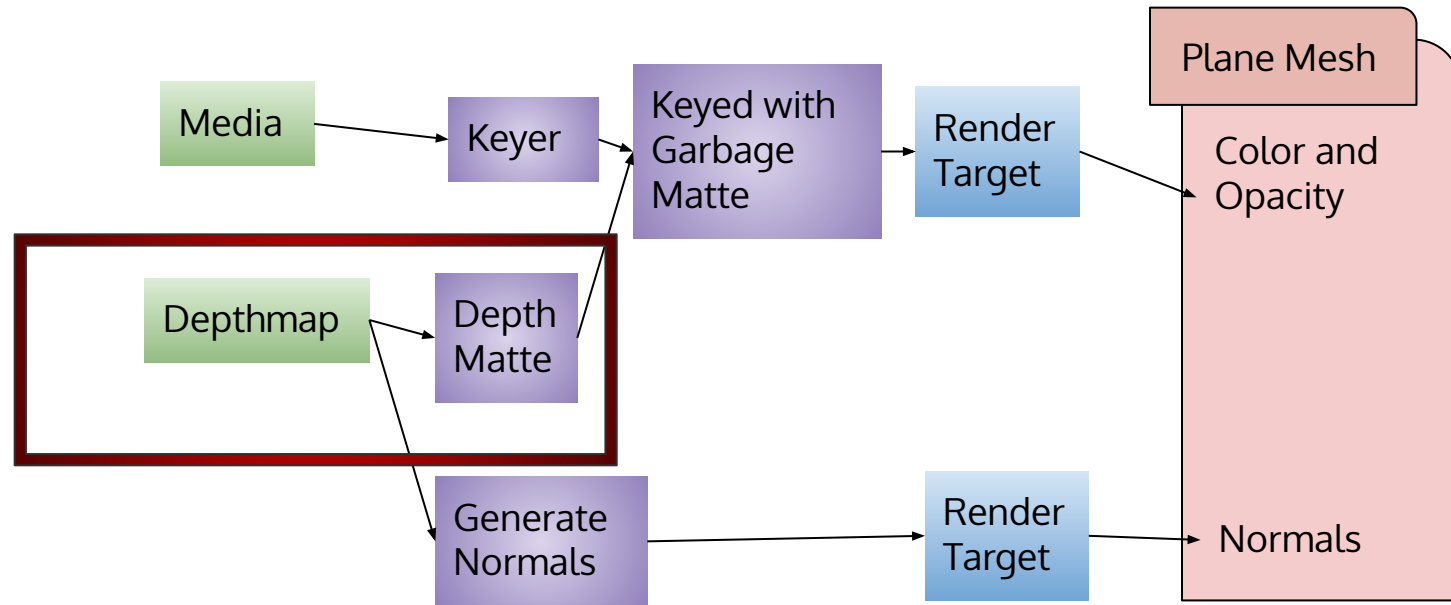 Plane Mesh
Media
Keyer
Keyed with
Garbage
Matte
Render
Target
Color and
Opacity
Depthmap
Depth
Matte
Generate
Normals
Render
Target
Normals